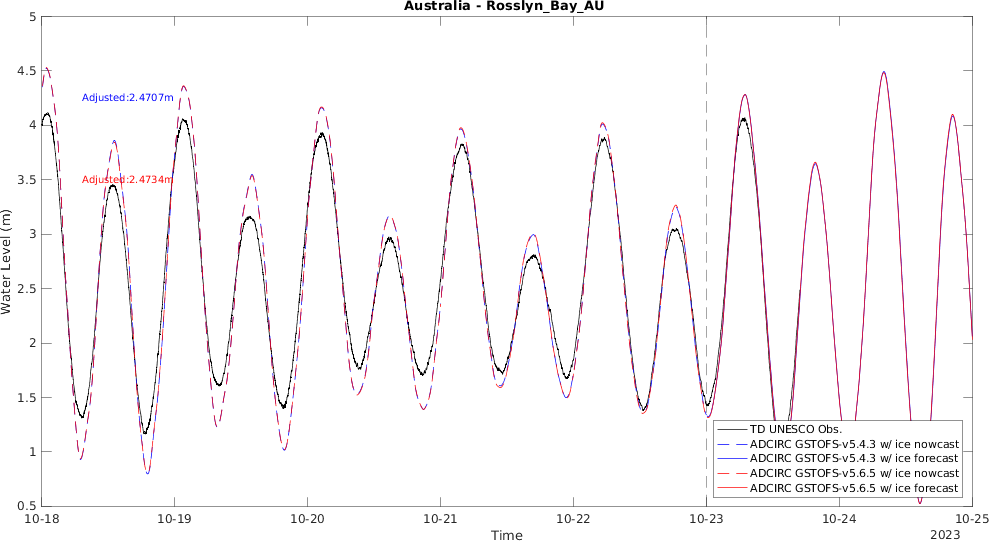 Australia - Rosslyn_Bay_AU
Water Level (m)
5
4.5
4
3.5
3
2.5
2
1.5
1
0.5
Adjusted:2.4707m
Adjusted:2.4734m
TD UNESCO Obs.
ADCIRC GSTOFS-v5.4.3 w/ ice nowcast
ADCIRC GSTOFS-v5.4.3 w/ ice forecast
ADCIRC GSTOFS-v5.6.5 w/ ice nowcast
ADCIRC GSTOFS-v5.6.5 w/ ice forecast
10-18 10-19 10-20 10-21 10-22 10-23 10-24 10-25
Time
2023